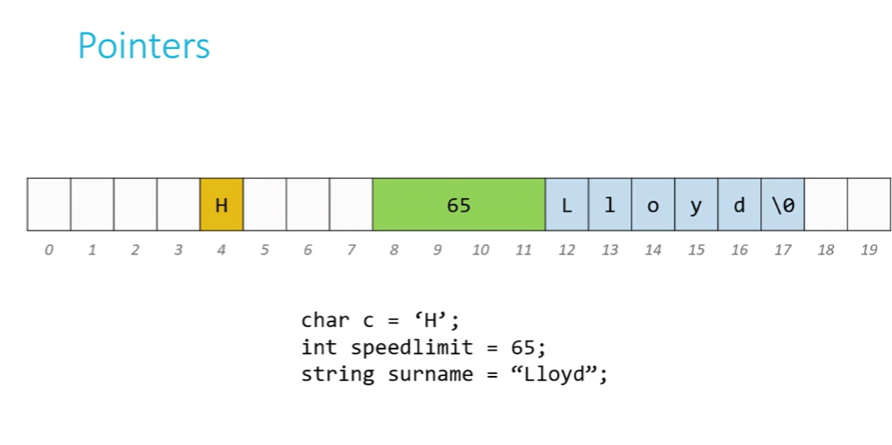 Pointers
H 65 L l o y d \0
0 1 2 3 4 5 6 7 8 9 10 11 12 13 14 15 16 17 18 19
char c = ‘H’;
int speedlimit = 65;
string surname = “Lloyd”;